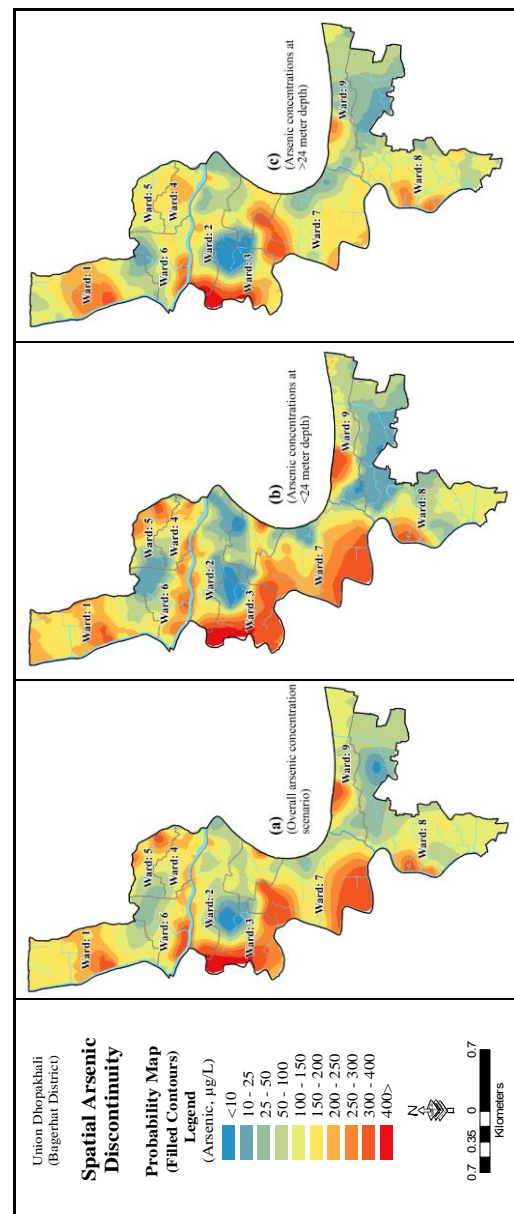 Union Dhopakhali
(Bagerhat District)
Spatial Arsenic
Discontinuity
Probability Map
(Filled Contours)
Legend
(Arsenic, µg/L)
<10
10 - 25
25 - 50
50 - 100
100 - 150
150 - 200
200 - 250
250 - 300
300 - 400
400>
N
0.7 0.35 0 0.7
Kilometers
Ward: 1
Ward: 5
Ward: 4
Ward: 6
Ward: 2
Ward: 3
Ward: 7
Ward: 9
Ward: 8
(a)
(Overall arsenic concentration
scenario)
Ward: 1
Ward: 5
Ward: 4
Ward: 6
Ward: 2
Ward: 3
Ward: 7
Ward: 9
Ward: 8
(b)
(Arsenic concentrations at
<24 meter depth)
Ward: 1
Ward: 5
Ward: 4
Ward: 6
Ward: 2
Ward: 3
Ward: 7
Ward: 9
Ward: 8
(c)
(Arsenic concentrations at
>24 meter depth)